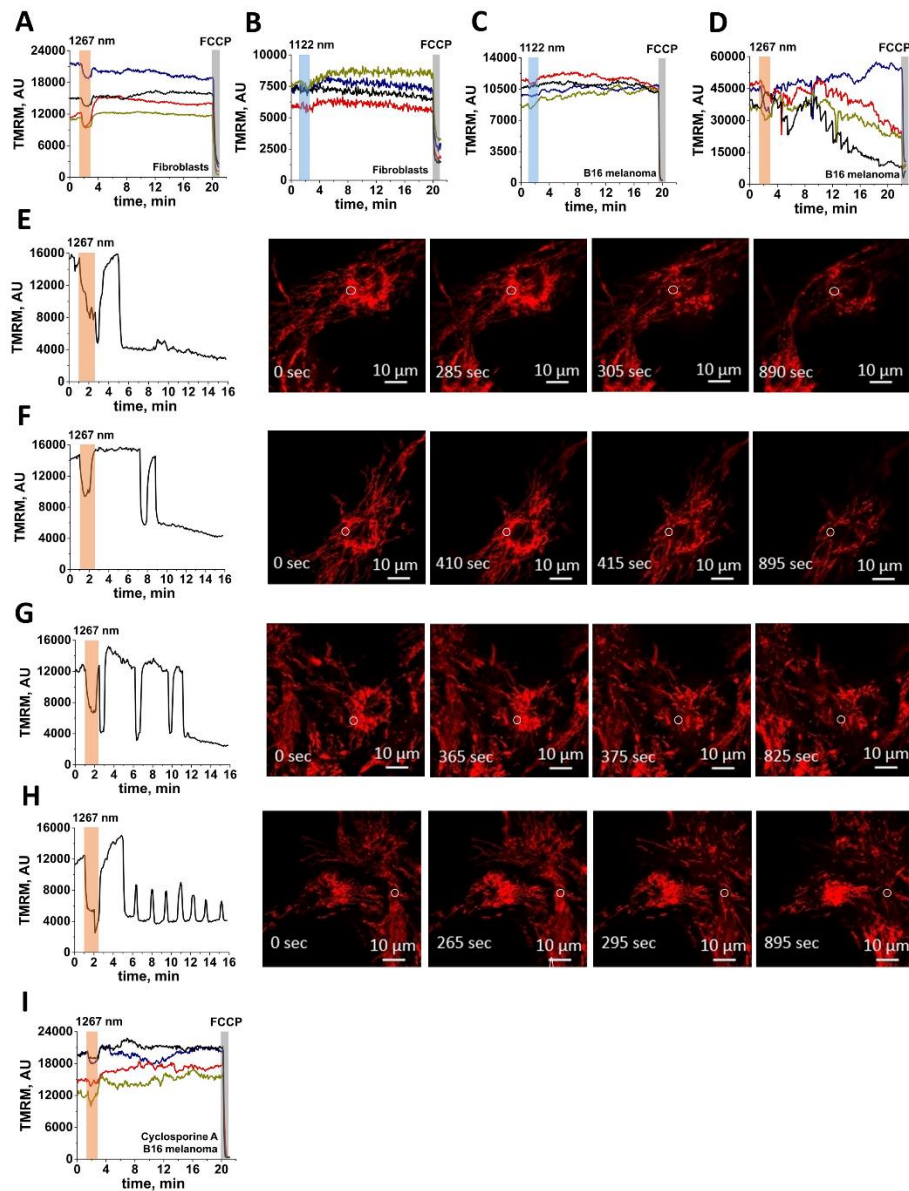 A
1267 nm
FCCP
TMRM, AU
24000
18000
12000
6000
0
0 4 8 12 16 20
time, min
Fibroblasts
B
1122 nm
FCCP
TMRM, AU
10000
7500
5000
2500
0
0 4 8 12 16 20
time, min
Fibroblasts
C
1122 nm
FCCP
TMRM, AU
14000
10500
7000
3500
0
0 4 8 12 16 20
time, min
B16 melanoma
D
1267 nm
FCCP
TMRM, AU
60000
45000
30000
15000
0
0 4 8 12 16 20
time, min
B16 melanoma
E
1267 nm
TMRM, AU
16000
12000
8000
4000
0
0 2 4 6 8 10 12 14 16
time, min
0 sec 10 µm
285 sec 10 µm
305 sec 10 µm
890 sec 10 µm
F
1267 nm
TMRM, AU
16000
12000
8000
4000
0
0 2 4 6 8 10 12 14 16
time, min
0 sec 10 µm
410 sec 10 µm
415 sec 10 µm
895 sec 10 µm
G
1267 nm
TMRM, AU
16000
12000
8000
4000
0
0 2 4 6 8 10 12 14 16
time, min
0 sec 10 µm
365 sec 10 µm
375 sec 10 µm
825 sec 10 µm
H
1267 nm
TMRM, AU
16000
12000
8000
4000
0
0 2 4 6 8 10 12 14 16
time, min
0 sec 10 µm
265 sec 10 µm
295 sec 10 µm
895 sec 10 µm
I
1267 nm
FCCP
TMRM, AU
24000
18000
12000
6000
0
0 4 8 12 16 20
time, min
Cyclosporine A
B16 melanoma